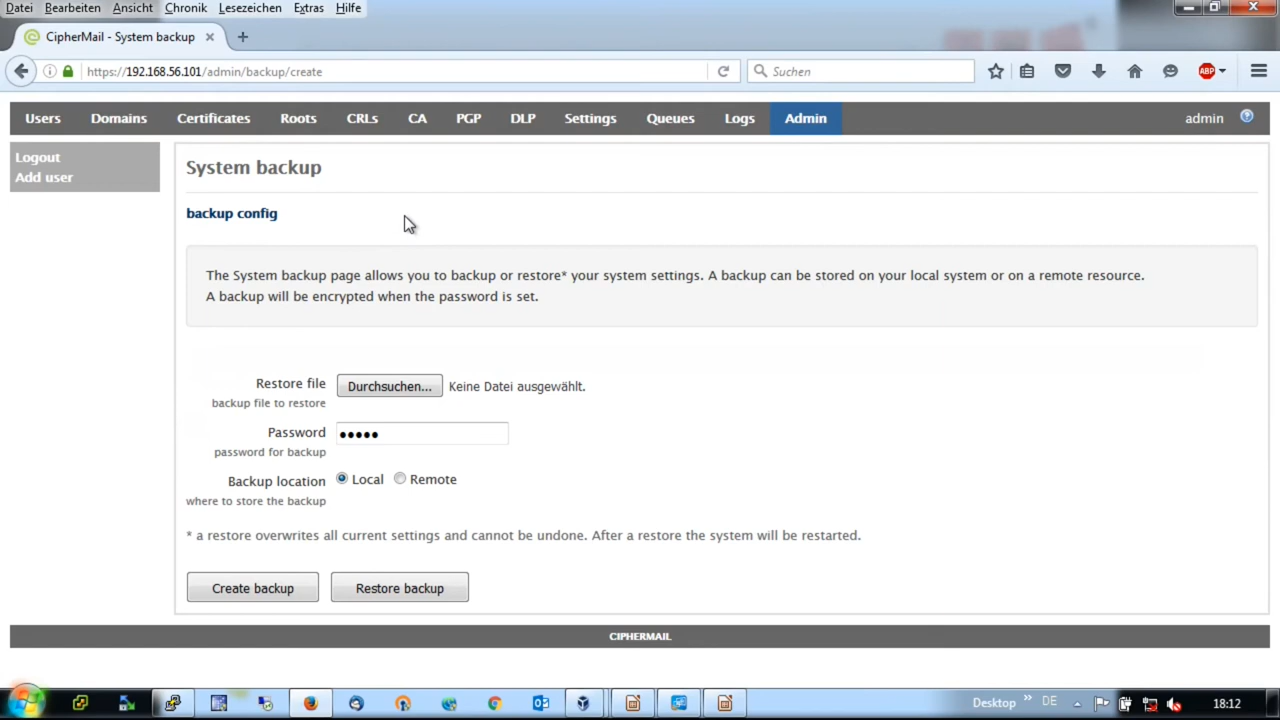 Datei Bearbeiten Ansicht Chronik Lesezeichen Extras Hilfe
CipherMail - System backup
https://192.168.56.101/admin/backup/create
Suchen
ABP
Users Domains Certificates Roots CRLs CA PGP DLP Settings Queues Logs Admin admin
Logout
Add user
System backup
backup config
The System backup page allows you to backup or restore* your system settings. A backup can be stored on your local system or on a remote resource.
A backup will be encrypted when the password is set.
Restore file Durchsuchen... Keine Datei ausgewählt.
backup file to restore
Password •••••
password for backup
Backup location Local Remote
where to store the backup
* a restore overwrites all current settings and cannot be undone. After a restore the system will be restarted.
Create backup Restore backup
CIPHERMAIL
Desktop » DE 18:12